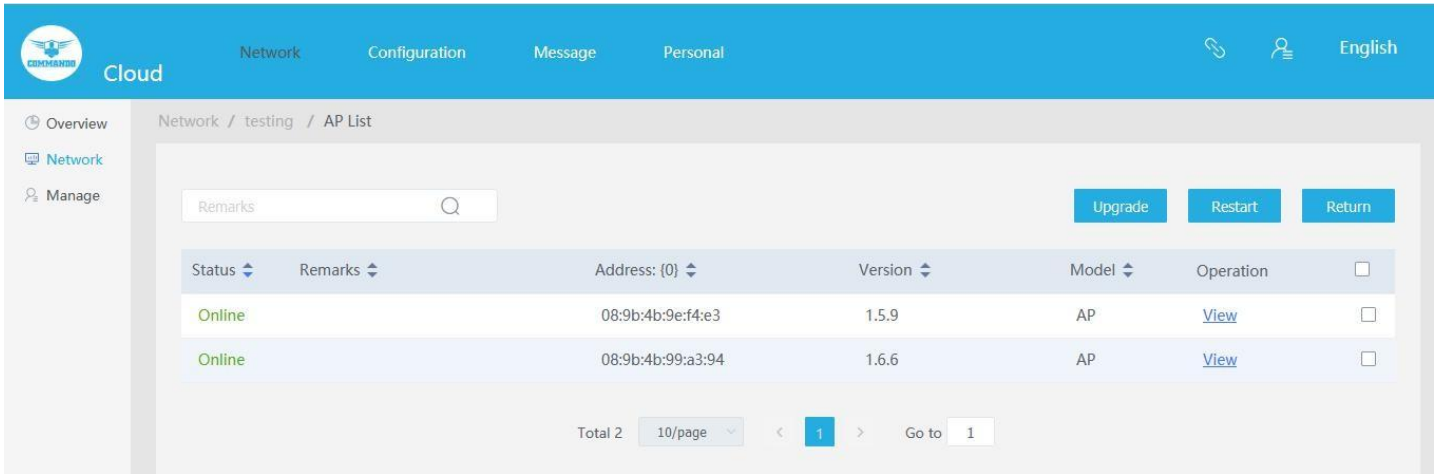 COMMANDO
Cloud
Network Configuration Message Personal English
Overview
Network
Manage
Network / testing / AP List
Remarks
Upgrade Restart Return
Status Remarks Address: {0} Version Model Operation
Online 08:9b:4b:9e:f4:e3 1.5.9 AP View
Online 08:9b:4b:99:a3:94 1.6.6 AP View
Total 2 10/page < 1 > Go to 1